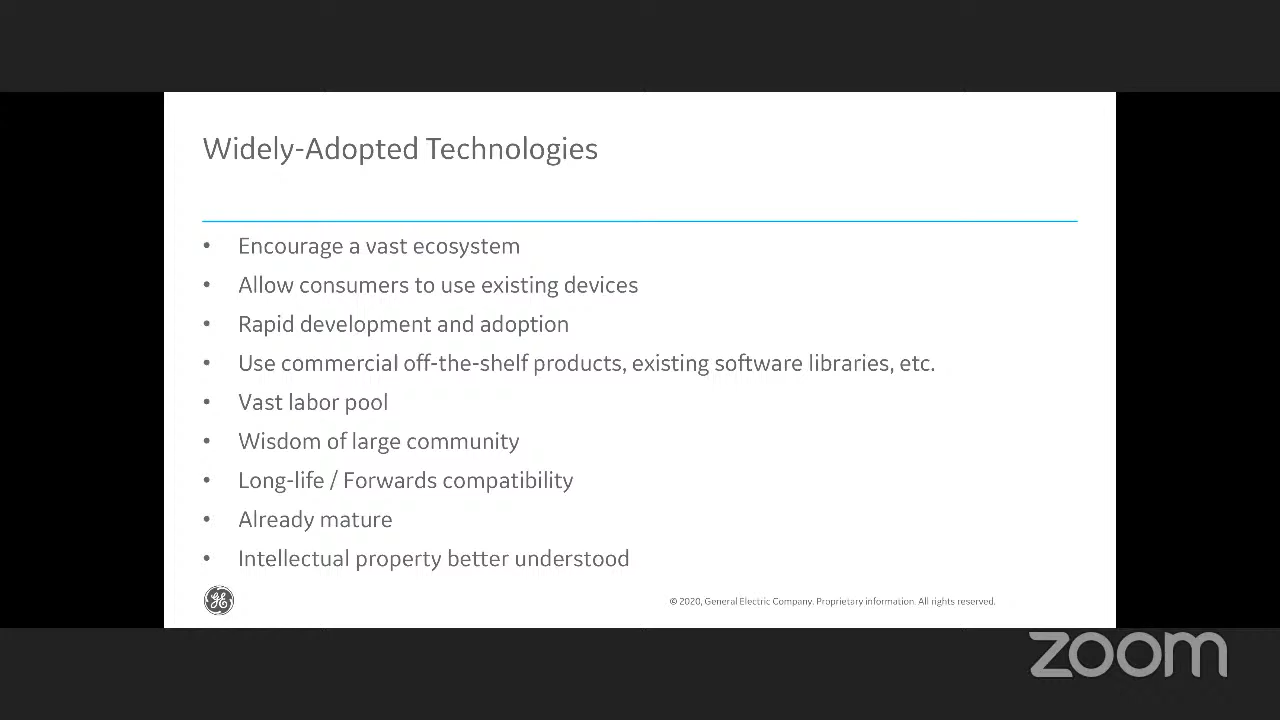 Widely-Adopted Technologies
• Encourage a vast ecosystem
• Allow consumers to use existing devices
• Rapid development and adoption
• Use commercial off-the-shelf products, existing software libraries, etc.
• Vast labor pool
• Wisdom of large community
• Long-life / Forwards compatibility
• Already mature
• Intellectual property better understood
GE
© 2020, General Electric Company. Proprietary information. All rights reserved.
zoom